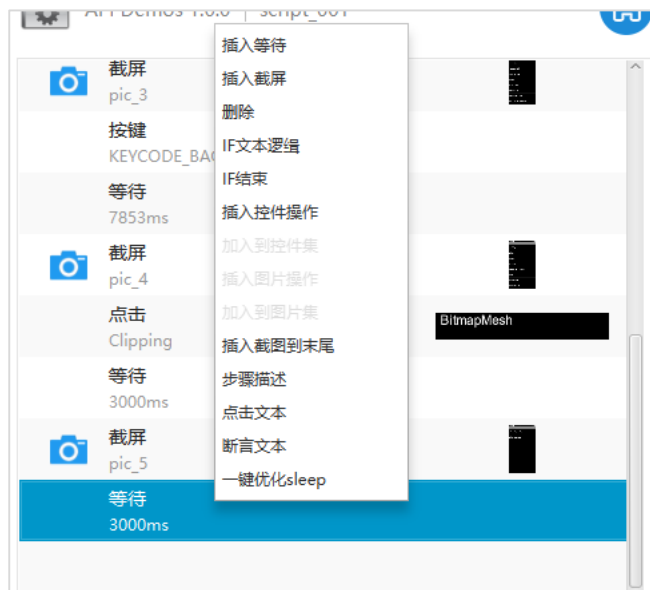 API Demos 1.0.0 | script_001
截屏
pic_3
按键
KEYCODE_BA
等待
7853ms
截屏
pic_4
点击
Clipping
BitmapMesh
等待
3000ms
截屏
pic_5
等待
3000ms
插入等待
插入截屏
删除
IF文本逻辑
IF结束
插入控件操作
加入到控件集
插入图片操作
加入到图片集
插入截图到末尾
步骤描述
点击文本
断言文本
一键优化sleep